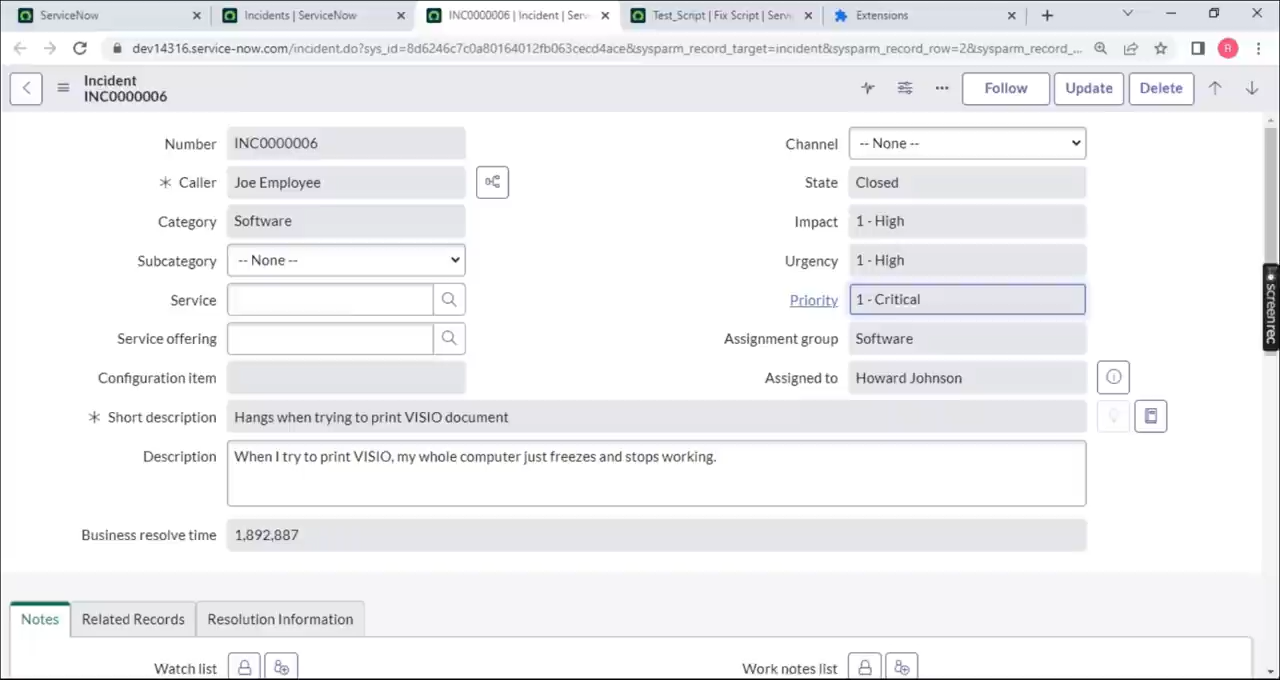 ServiceNow
Incidents | ServiceNow
INC0000006 | Incident | Serv
Test_Script | Fix Script | Serv
Extensions
dev14316.service-now.com/incident.do?sys_id=8d6246c7c0a80164012fb063cecd4ace&sysparm_record_target=incident&sysparm_record_row=2&sysparm_record_...
R
Incident
INC0000006
Follow
Update
Delete
Number
INC0000006
Channel
-- None --
Caller
Joe Employee
State
Closed
Category
Software
Impact
1 - High
Subcategory
-- None --
Urgency
1 - High
Service
Priority
1 - Critical
Service offering
Assignment group
Software
Configuration item
Assigned to
Howard Johnson
Short description
Hangs when trying to print VISIO document
Description
When I try to print VISIO, my whole computer just freezes and stops working.
Business resolve time
1,892,887
screenrec
Notes
Related Records
Resolution Information
Watch list
Work notes list